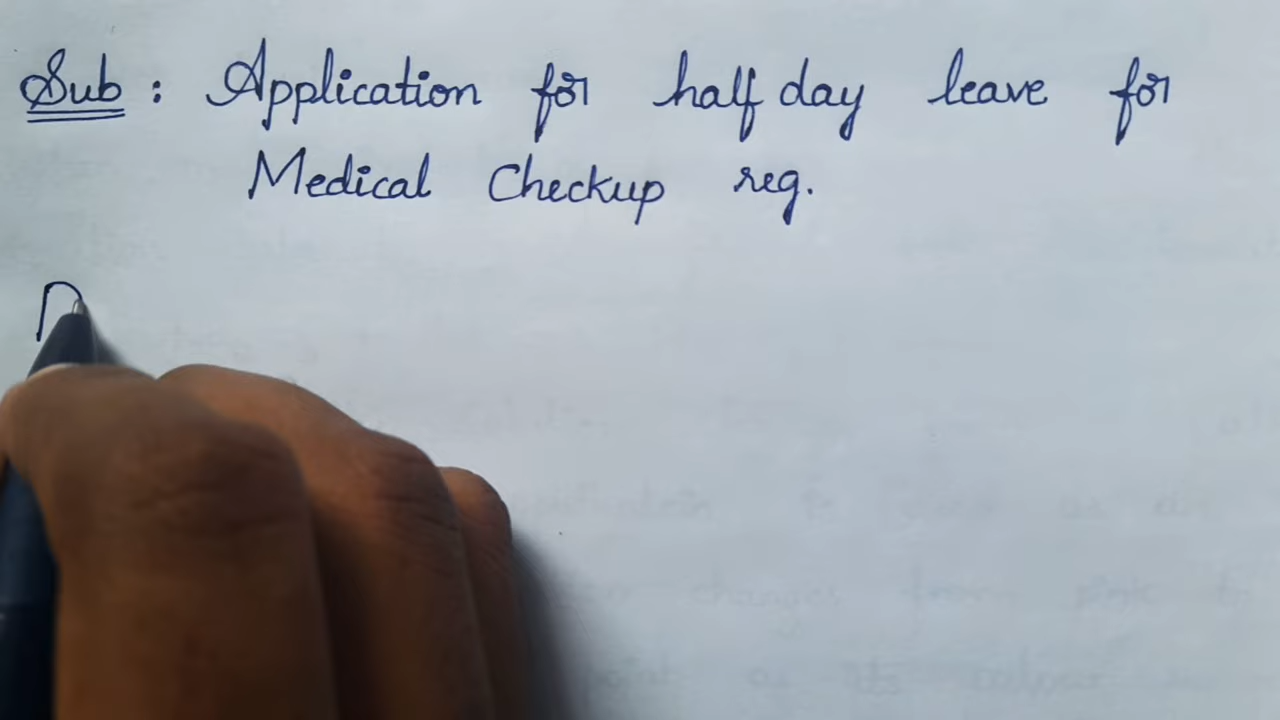 Sub : Application for half day leave for
Medical Checkup reg.